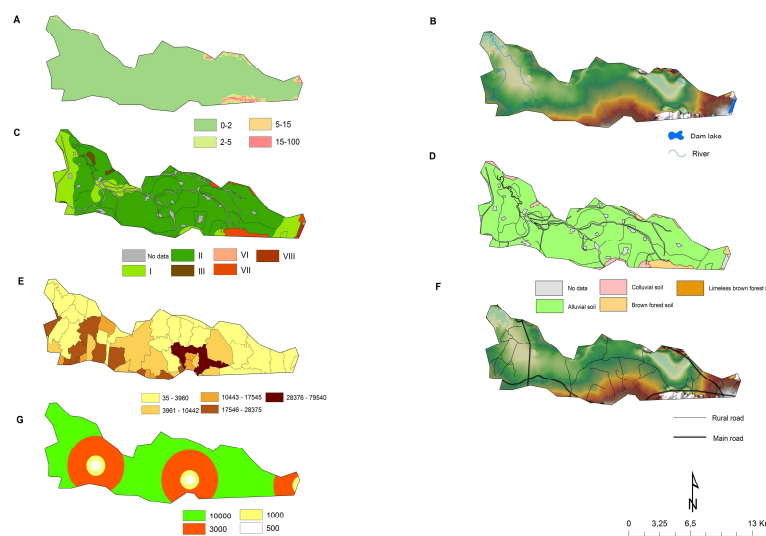 A
0-2
5-15
2-5
15-100
B
Dam lake
River
C
No data
II
VI
VIII
I
III
VII
D
No data
Colluvial soil
Limeless brown forest
Alluvial soil
Brown forest soil
E
35 - 3960
10443 - 17545
28376 - 79540
3961 - 10442
17546 - 28375
F
Rural road
Main road
G
10000
1000
3000
500
N
0 3,25 6,5 13 K